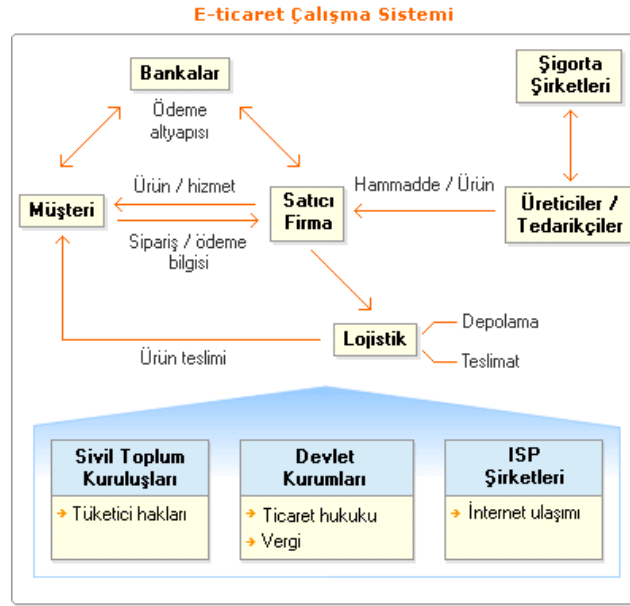 E-ticaret Çalışma Sistemi
Bankalar
Şigorta
Şirketleri
Ödeme
altyapısı
Ürün / hizmet
Hammadde / Ürün
Müşteri
Satıcı
Firma
Üreticiler /
Tedarikçiler
Sipariş / ödeme
bilgisi
Lojistik
Depolama
Teslimat
Ürün teslimi
Sivil Toplum
Kuruluşları
Tüketici hakları
Devlet
Kurumları
Ticaret hukuku
Vergi
ISP
Şirketleri
İnternet ulaşımı